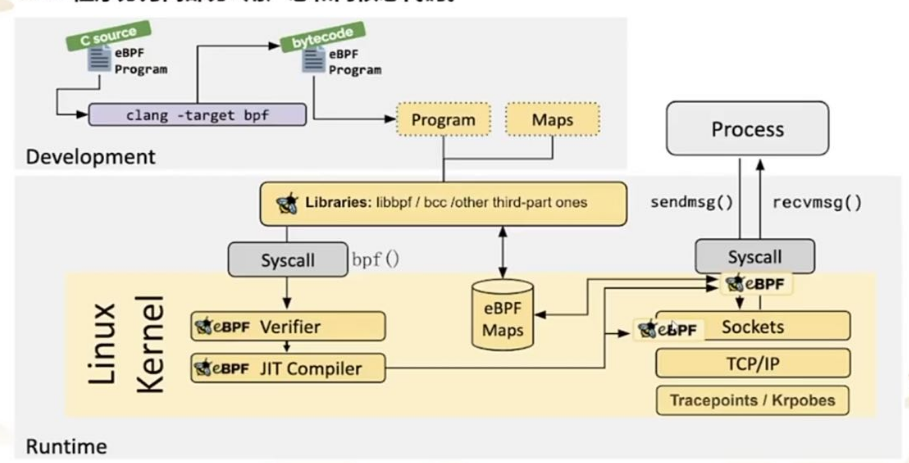 C source
eBPF
Program
bytecode
eBPF
Program
clang -target bpf
Program
Maps
Development
Process
Libraries: libbpf / bcc /other third-part ones
sendmsg()
recvmsg()
Syscall
bpf()
Syscall
eBPF
Linux
Kernel
eBPF Verifier
eBPF
Maps
eBPF
Sockets
eBPF JIT Compiler
TCP/IP
Tracepoints / Krpobes
Runtime